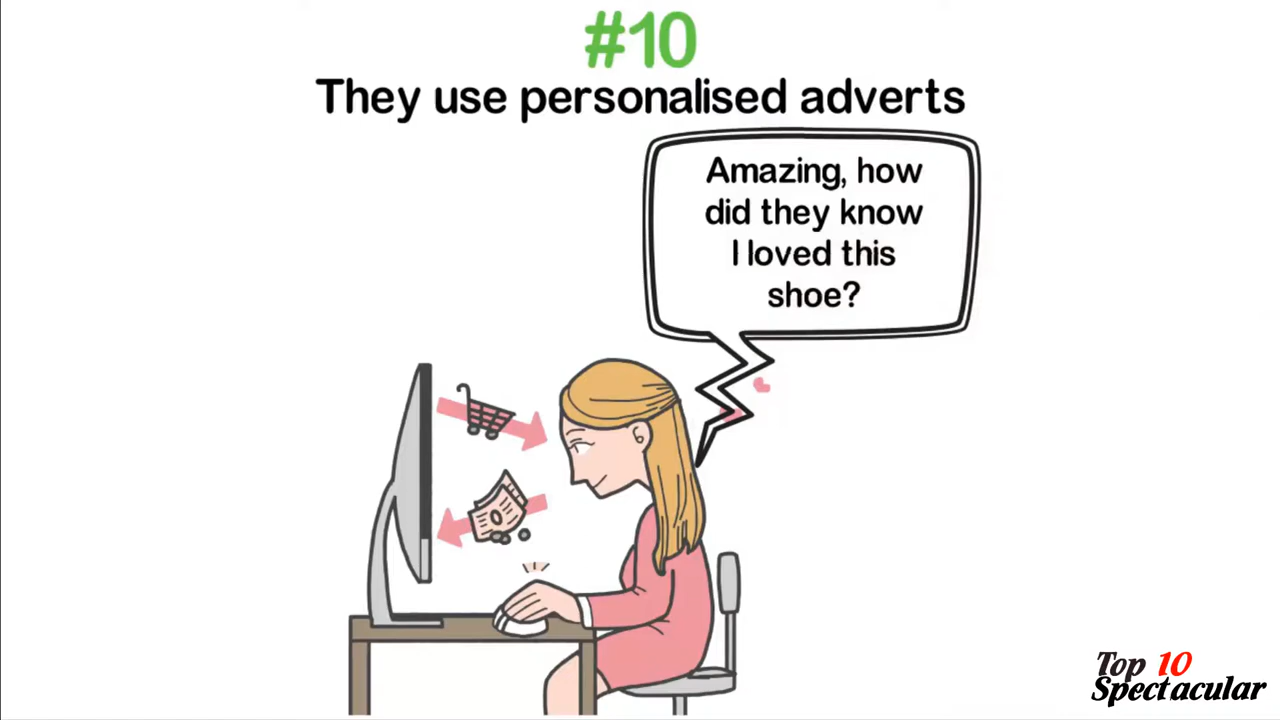 #10
They use personalised adverts
Amazing, how
did they know
I loved this
shoe?
Top 10
Spectacular